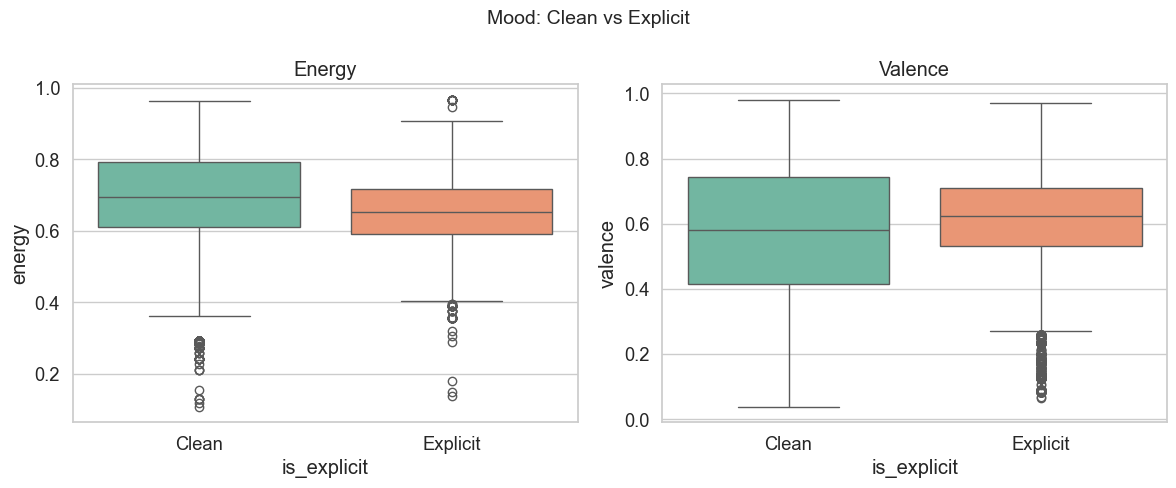 Mood: Clean vs Explicit
Energy
energy
1.0
0.8
0.6
0.4
0.2
Clean
Explicit
is_explicit
Valence
valence
1.0
0.8
0.6
0.4
0.2
0.0
Clean
Explicit
is_explicit